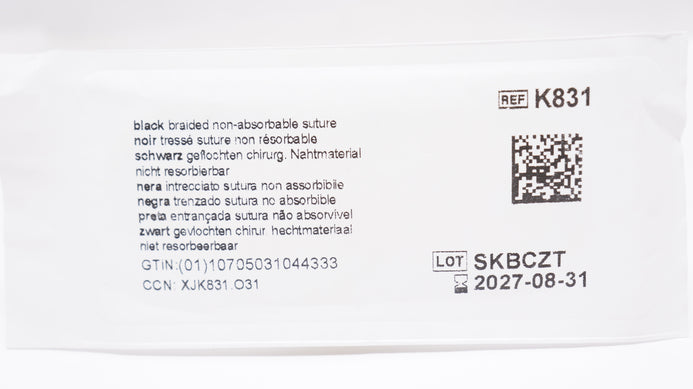 REF K831
black braided non-absorbable suture
noir tressé suture non résorbable
schwarz geflochten chirurg. Nahtmaterial
nicht resorbierbar
nera intrecciato sutura non assorbibile
negra trenzado sutura no absorbible
preta entrançada sutura não absorvível
zwart gevlochten chirur. hechtmateriaal
niet resorbeerbaar
GTIN:(01)10705031044333
CCN: XJK831.O31
LOT SKBCZT
2027-08-31